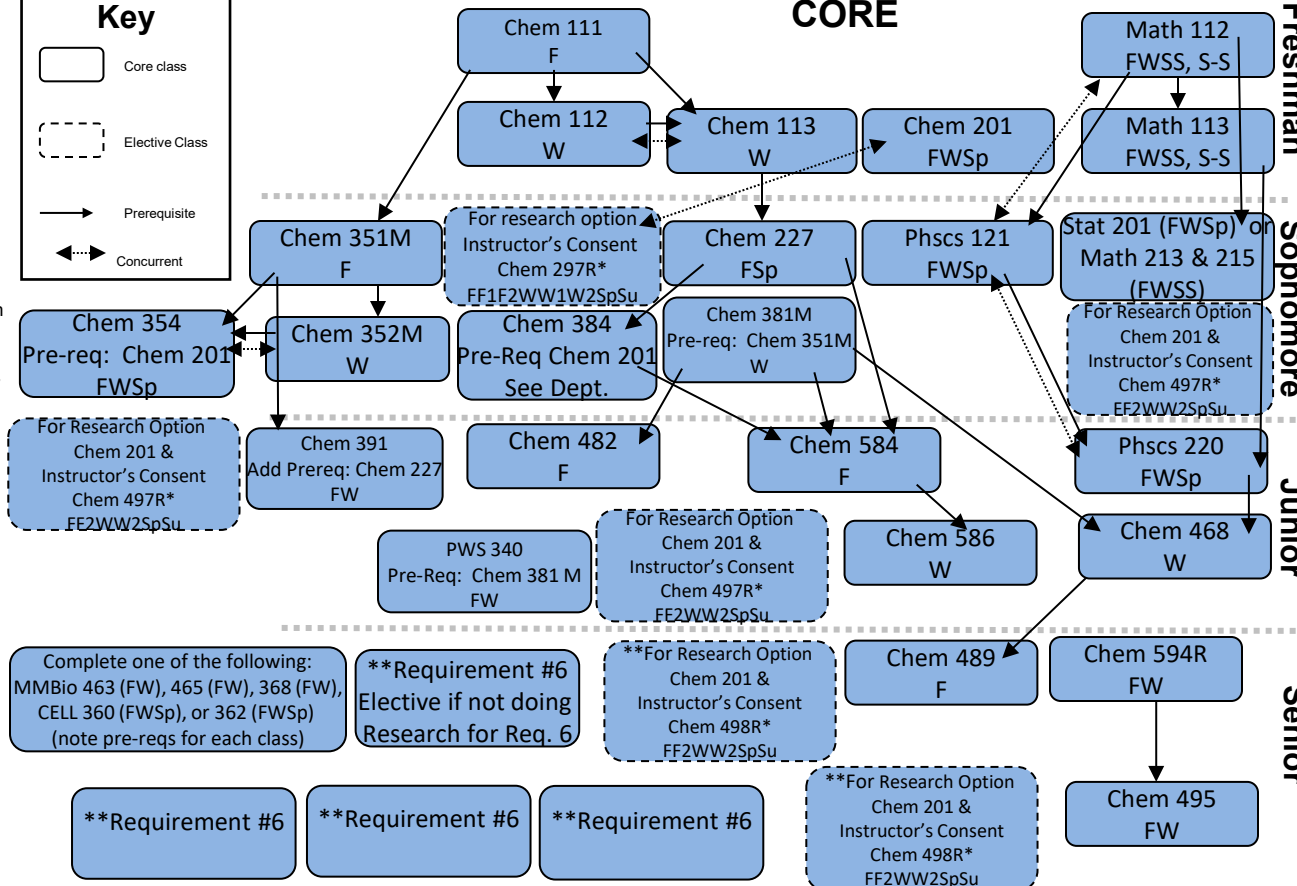 Key
Core class
Elective Class
Prerequisite
Concurrent
CORE
Freshman
Chem 111
F
Math 112
FWSS, S-S
Chem 112
W
Chem 113
W
Chem 201
FWSp
Math 113
FWSS, S-S
Sophmore
Chem 351M
F
For research option
Instructor's Consent
Chem 297R*
FF1F2WW1W2SpSu
Chem 227
FSp
Phscs 121
FWSp
Stat 201 (FWSp) or
Math 213 & 215
(FWSS)
Chem 354
Pre-req: Chem 201
FWSp
Chem 352M
W
Chem 384
Pre-Req Chem 201
See Dept.
Chem 381M
Pre-req: Chem 351M
W
For Research Option
Chem 201 &
Instructor's Consent
Chem 497R*
FF2WW2SpSu
Junior
For Research Option
Chem 201 &
Instructor's Consent
Chem 497R*
FF2WW2SpSu
Chem 391
Add Prereq: Chem 227
FW
Chem 482
F
Chem 584
F
Phscs 220
FWSp
PWS 340
Pre-Req: Chem 381 M
FW
For Research Option
Chem 201 &
Instructor's Consent
Chem 497R*
FF2WW2SpSu
Chem 586
W
Chem 468
W
Senior
Complete one of the following:
MMBio 463 (FW), 465 (FW), 368 (FW),
CELL 360 (FWSp), or 362 (FWSp)
(note pre-reqs for each class)
**Requirement #6
Elective if not doing
Research for Req. 6
**For Research Option
Chem 201 &
Instructor's Consent
Chem 498R*
FF2WW2SpSu
Chem 489
F
Chem 594R
FW
**Requirement #6
**Requirement #6
**Requirement #6
**For Research Option
Chem 201 &
Instructor's Consent
Chem 498R*
FF2WW2SpSu
Chem 495
FW